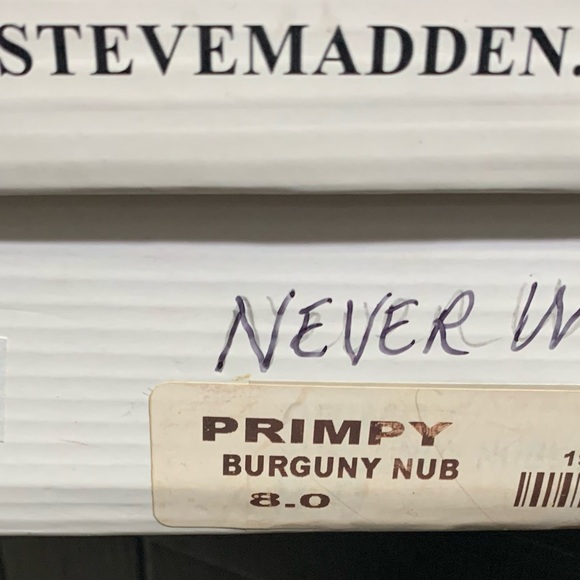 STEVEMADDEN.
NEVER
PRIMPY
BURGUNY NUB
8.0